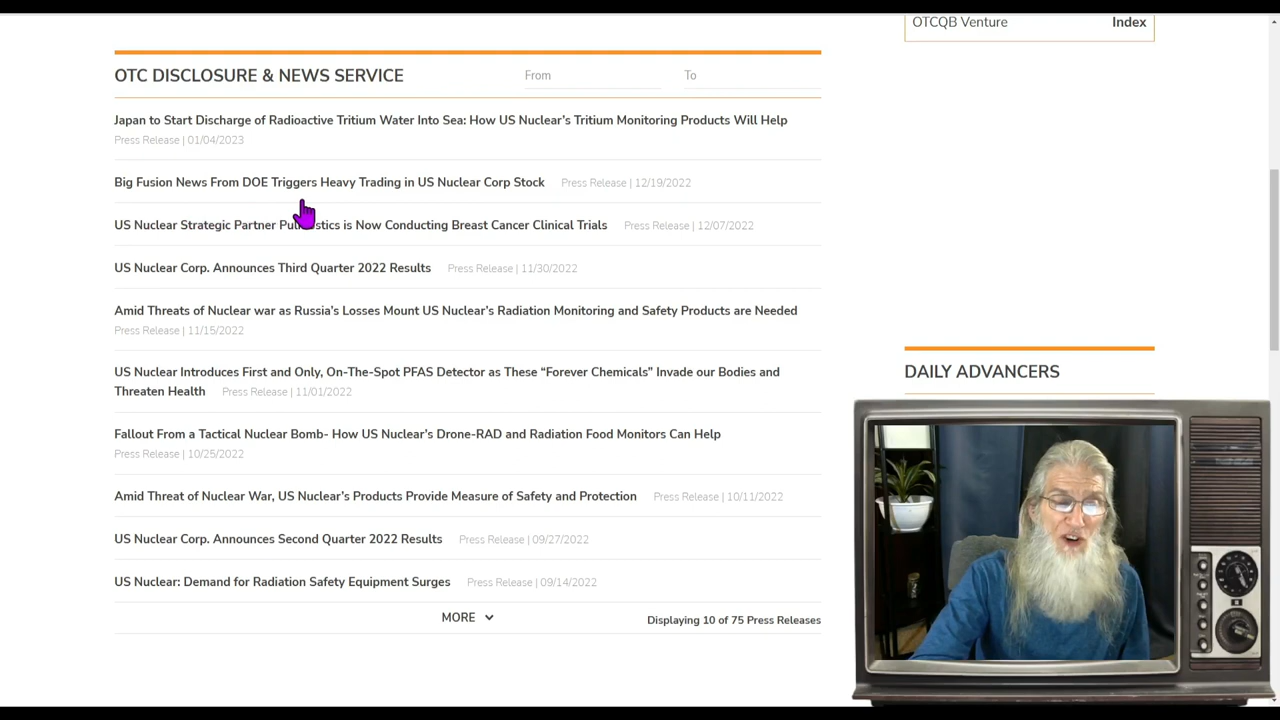 OTCQB Venture Index
OTC DISCLOSURE & NEWS SERVICE From To
Japan to Start Discharge of Radioactive Tritium Water Into Sea: How US Nuclear's Tritium Monitoring Products Will Help
Press Release | 01/04/2023
Big Fusion News From DOE Triggers Heavy Trading in US Nuclear Corp Stock Press Release | 12/19/2022
US Nuclear Strategic Partner is Now Conducting Breast Cancer Clinical Trials Press Release | 12/07/2022
US Nuclear Corp. Announces Third Quarter 2022 Results Press Release | 11/30/2022
Amid Threats of Nuclear war as Russia's Losses Mount US Nuclear's Radiation Monitoring and Safety Products are Needed
Press Release | 11/15/2022
US Nuclear Introduces First and Only, On-The-Spot PFAS Detector as These “Forever Chemicals” Invade our Bodies and
Threaten Health Press Release | 11/01/2022
Fallout From a Tactical Nuclear Bomb- How US Nuclear's Drone-RAD and Radiation Food Monitors Can Help
Press Release | 10/25/2022
Amid Threat of Nuclear War, US Nuclear's Products Provide Measure of Safety and Protection Press Release | 10/11/2022
US Nuclear Corp. Announces Second Quarter 2022 Results Press Release | 09/27/2022
US Nuclear: Demand for Radiation Safety Equipment Surges Press Release | 09/14/2022
MORE Displaying 10 of 75 Press Releases
DAILY ADVANCERS